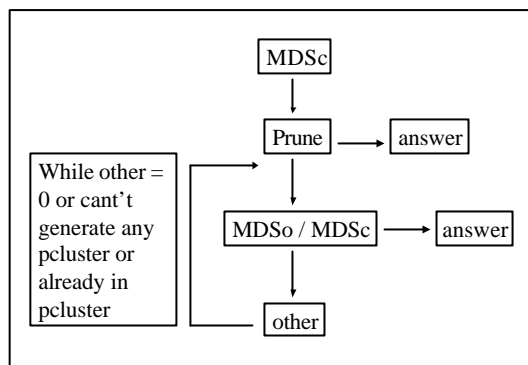 MDSc
Prune
answer
While other =
0 or cant't
generate any
pcluster or
already in
pcluster
MDSo / MDSc
answer
other